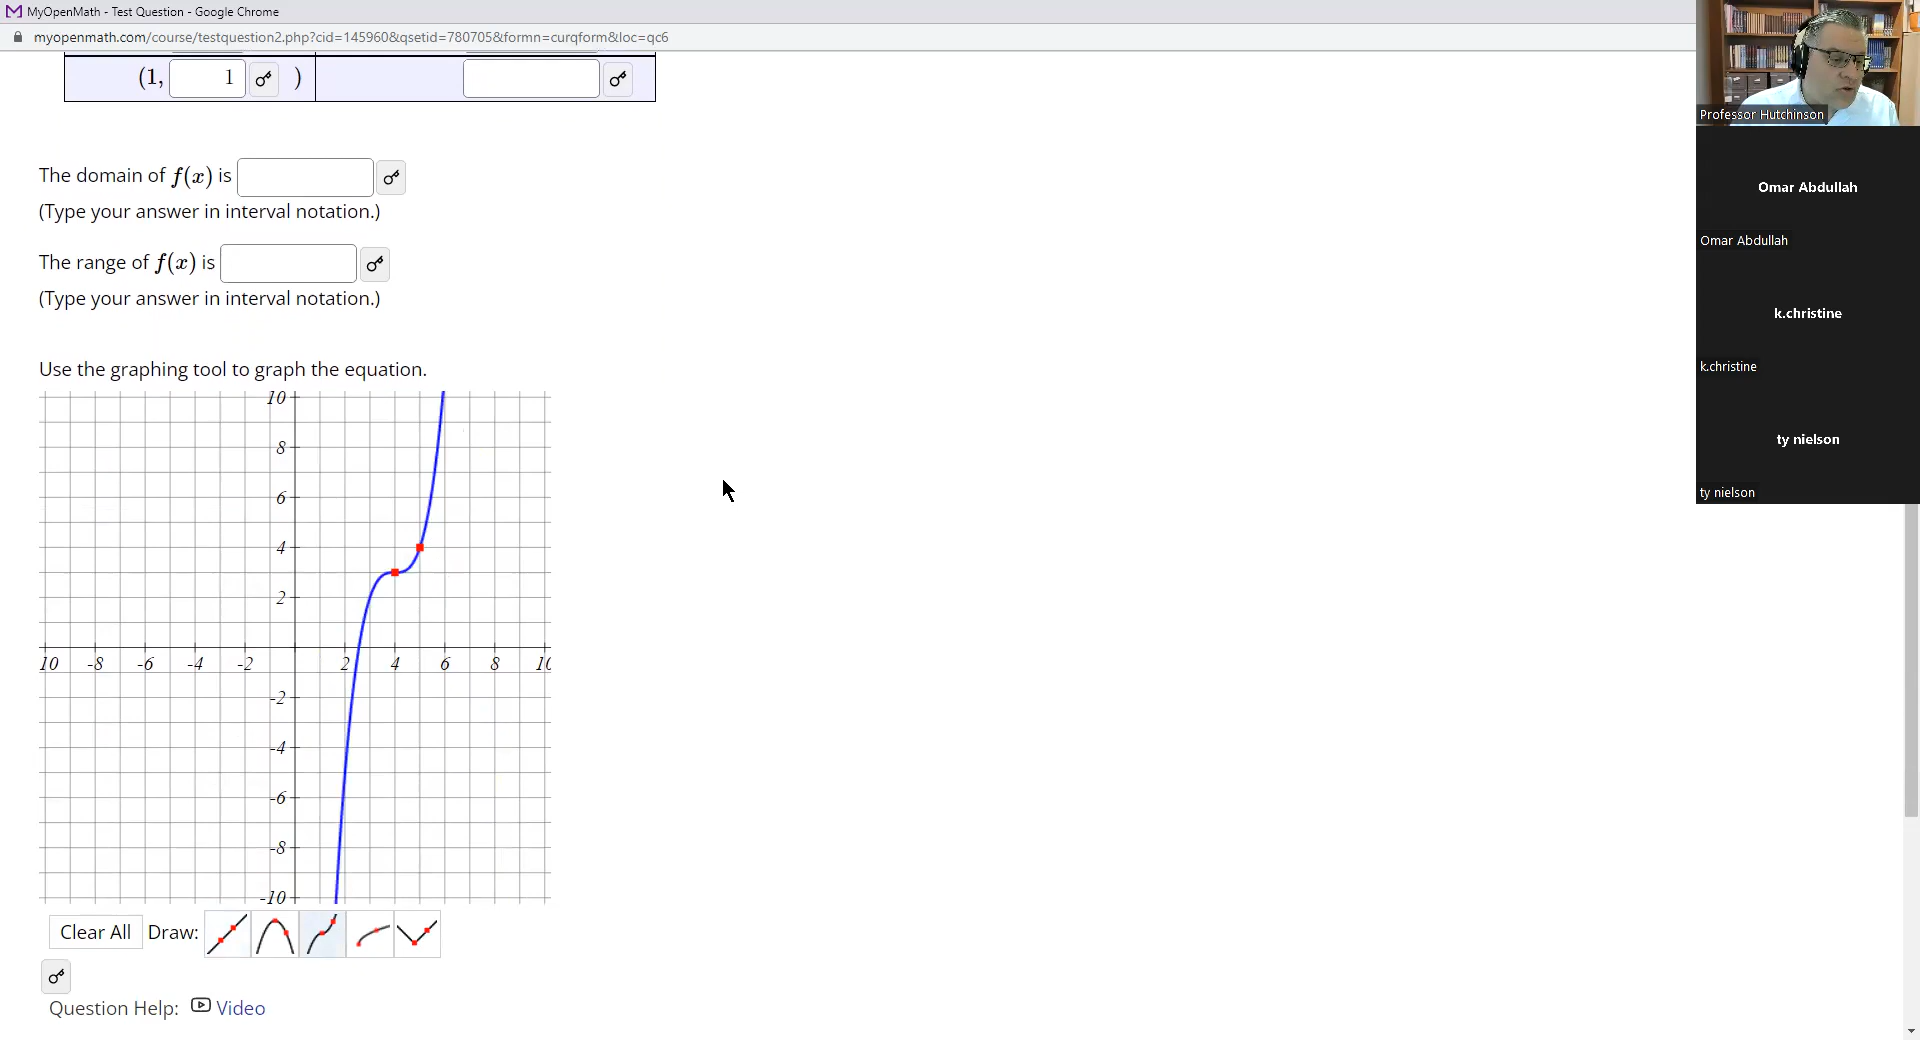 MyOpenMath - Test Question - Google Chrome
myopenmath.com/course/testquestion2.php?cid=145960&qsetid=780705&formn=curqform&loc=qc6
(1, 1 )
The domain of f(x) is
(Type your answer in interval notation.)
The range of f(x) is
(Type your answer in interval notation.)
Use the graphing tool to graph the equation.
10
8
6
4
2
10 -8 -6 -4 -2 2 4 6 8 10
-2
-4
-6
-8
-10
Clear All Draw:
Question Help: Video
Professor Hutchinson
Omar Abdullah
Omar Abdullah
k.christine
k.christine
ty nielson
ty nielson